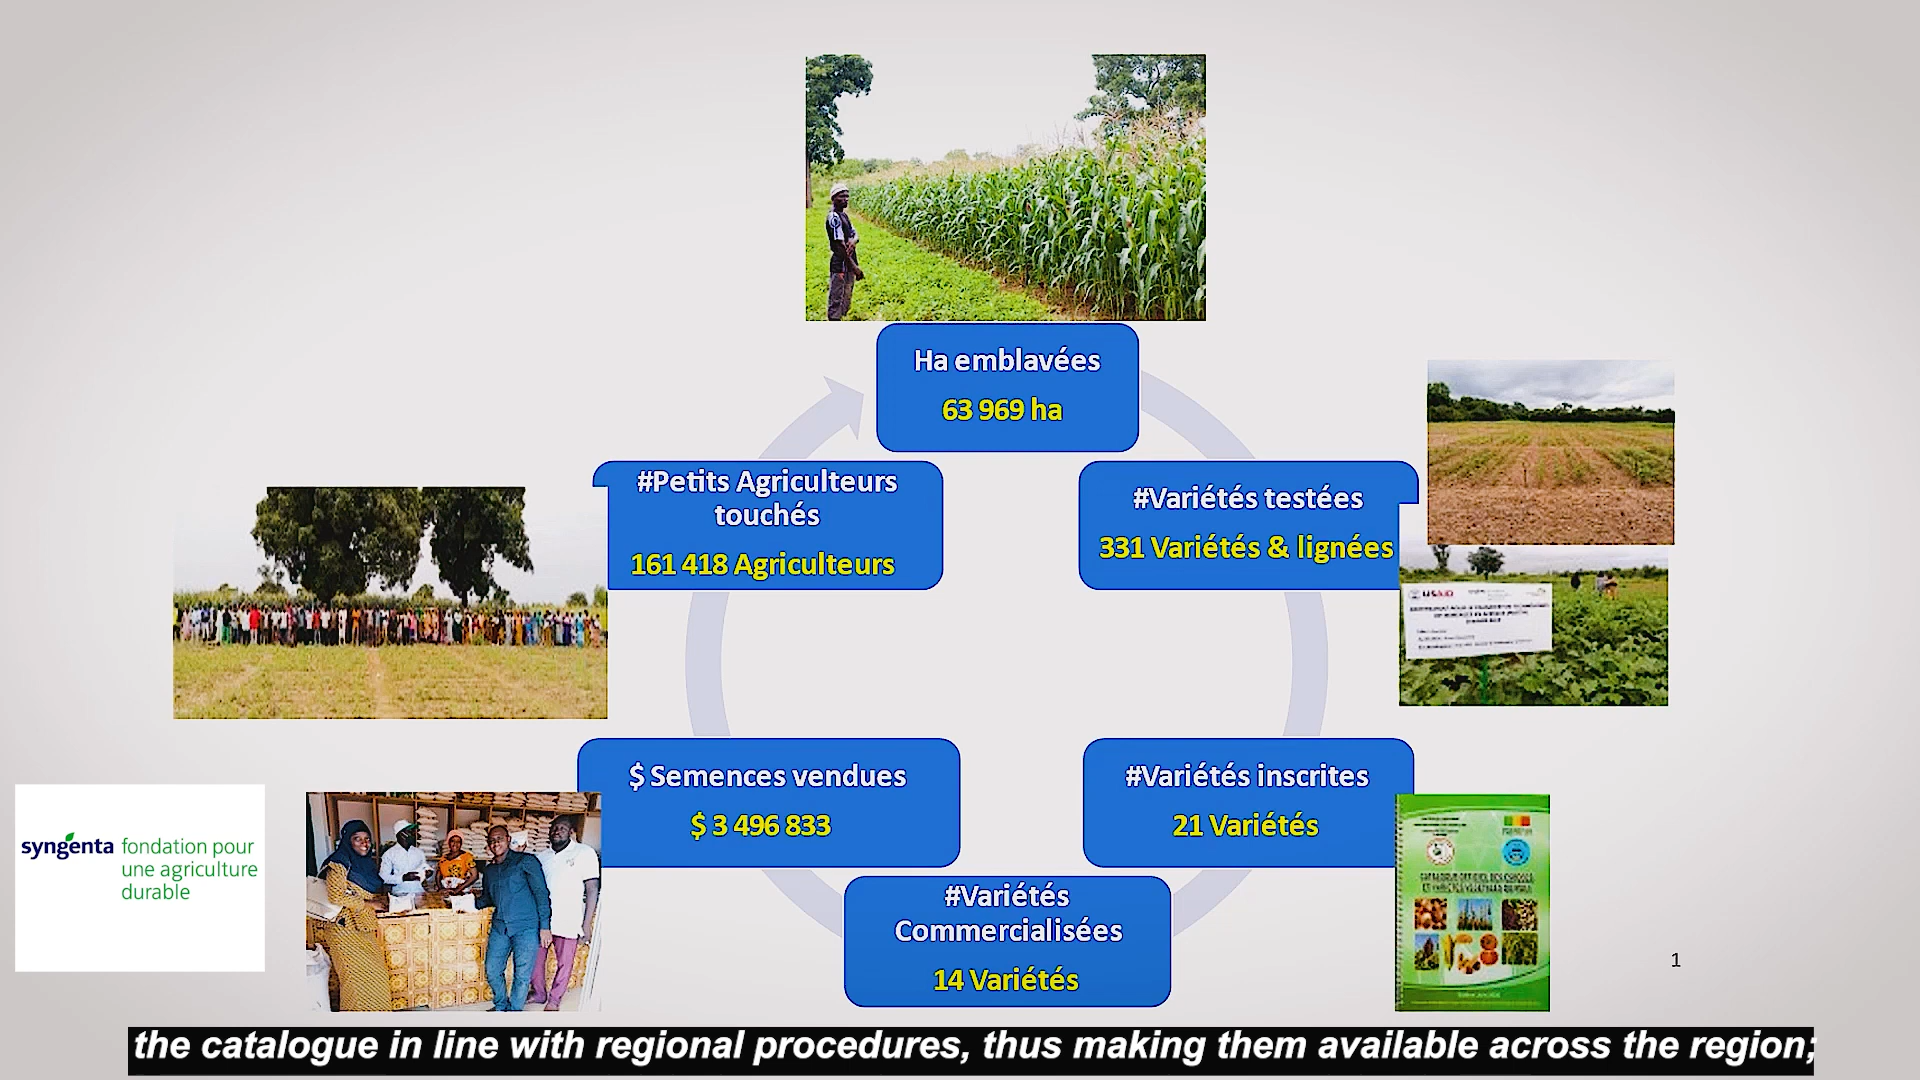 Ha emblavées
63 969 ha
#Petits Agriculteurs
touchés
161 418 Agriculteurs
#Variétés testées
331 Variétés & lignées
USAID
$ Semences vendues
$ 3 496 833
#Variétés inscrites
21 Variétés
#Variétés
Commercialisées
14 Variétés
syngenta fondation pour
une agriculture
durable
1
the catalogue in line with regional procedures, thus making them available across the region;